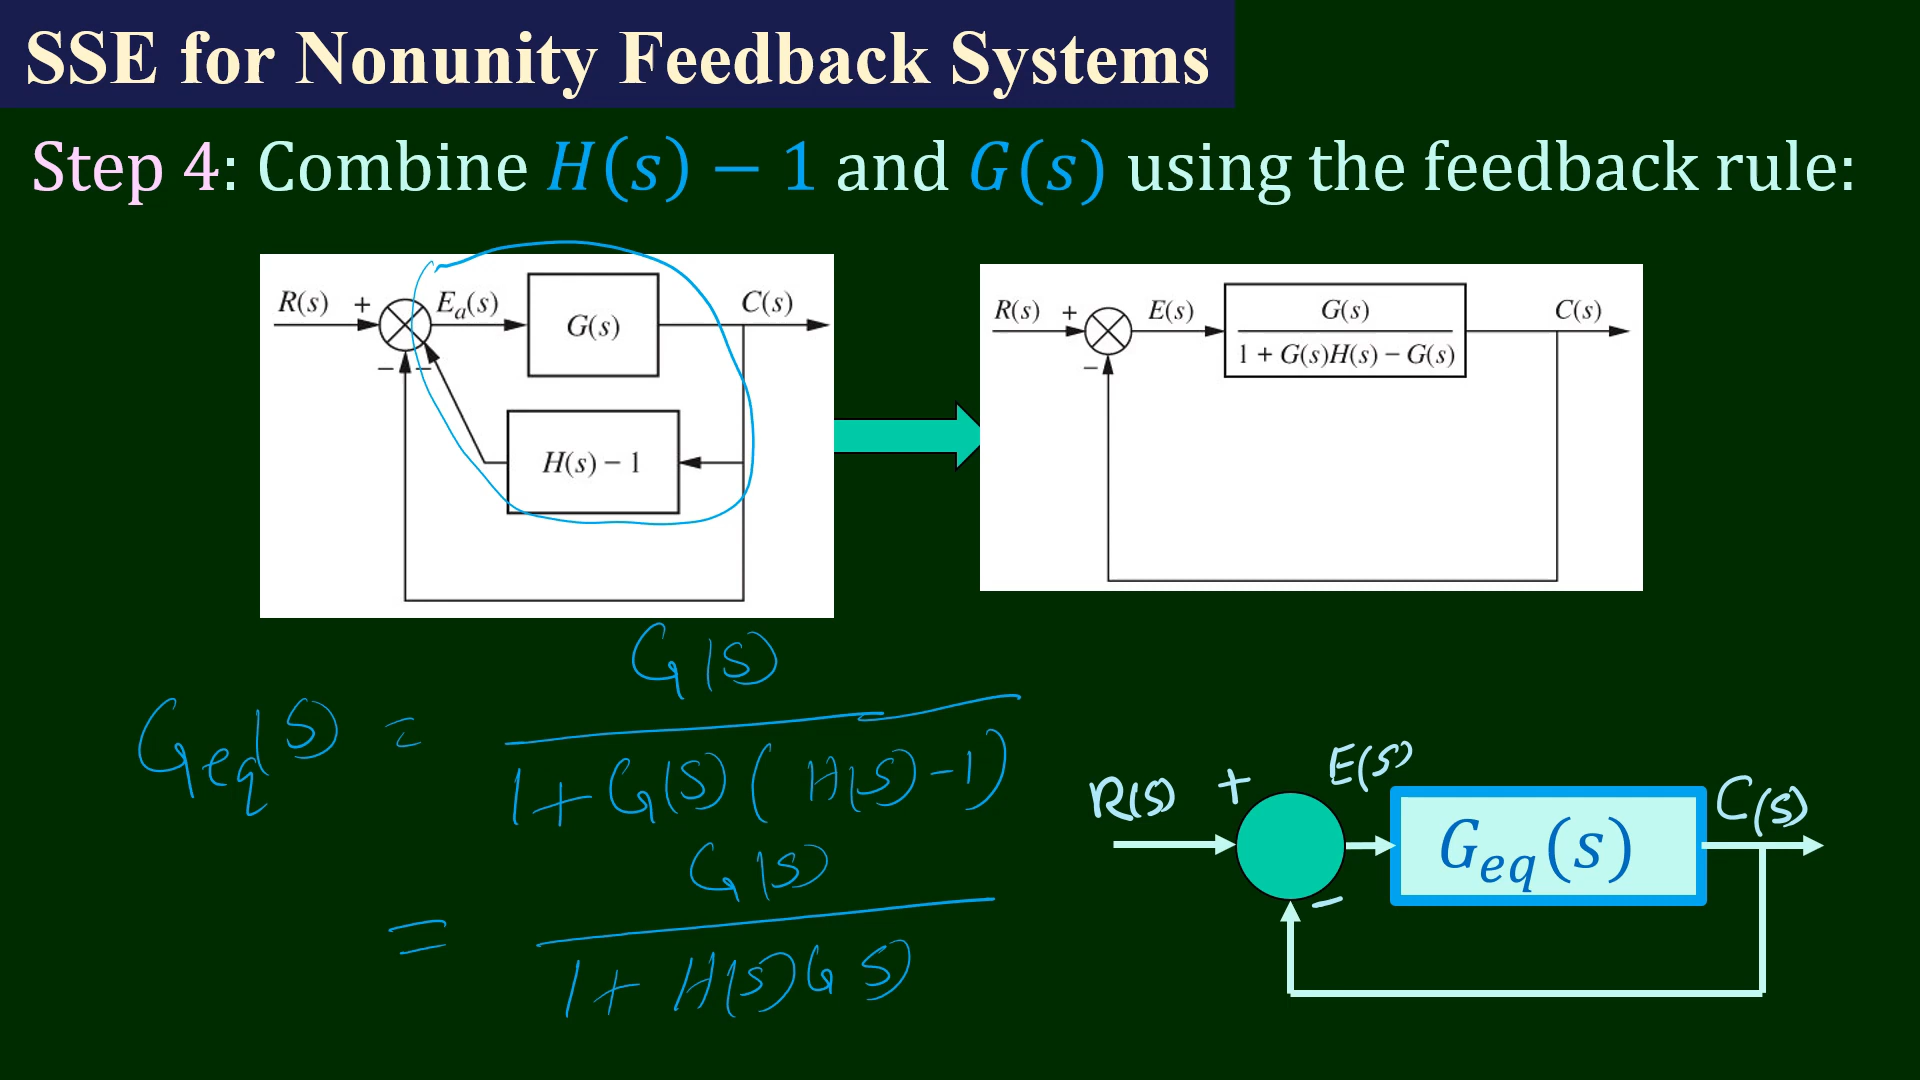 SSE for Nonunity Feedback Systems
Step 4: Combine H(s) − 1 and G(s) using the feedback rule:
R(s) + Ea(s) G(s) C(s)
− −
H(s) − 1
R(s) + E(s) G(s) C(s)
1 + G(s)H(s) − G(s)
−
G(s)
Geq(s) =
1 + G(s) ( H(s) - 1)
G(s)
=
1 + H(s) G s)
R(s) + E(s) Geq(s) C(s)
−